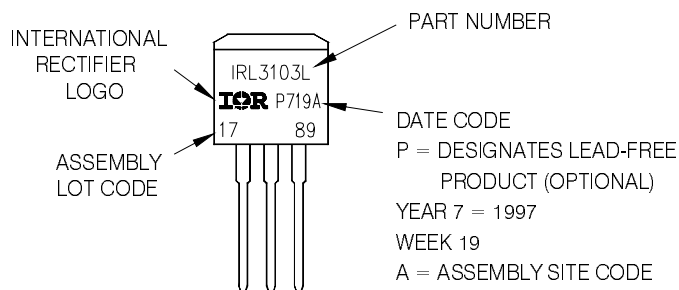 INTERNATIONAL
RECTIFIER
LOGO
PART NUMBER
IRL3103L
IOR P719A
17 89
ASSEMBLY
LOT CODE
DATE CODE
P = DESIGNATES LEAD-FREE
PRODUCT (OPTIONAL)
YEAR 7 = 1997
WEEK 19
A = ASSEMBLY SITE CODE